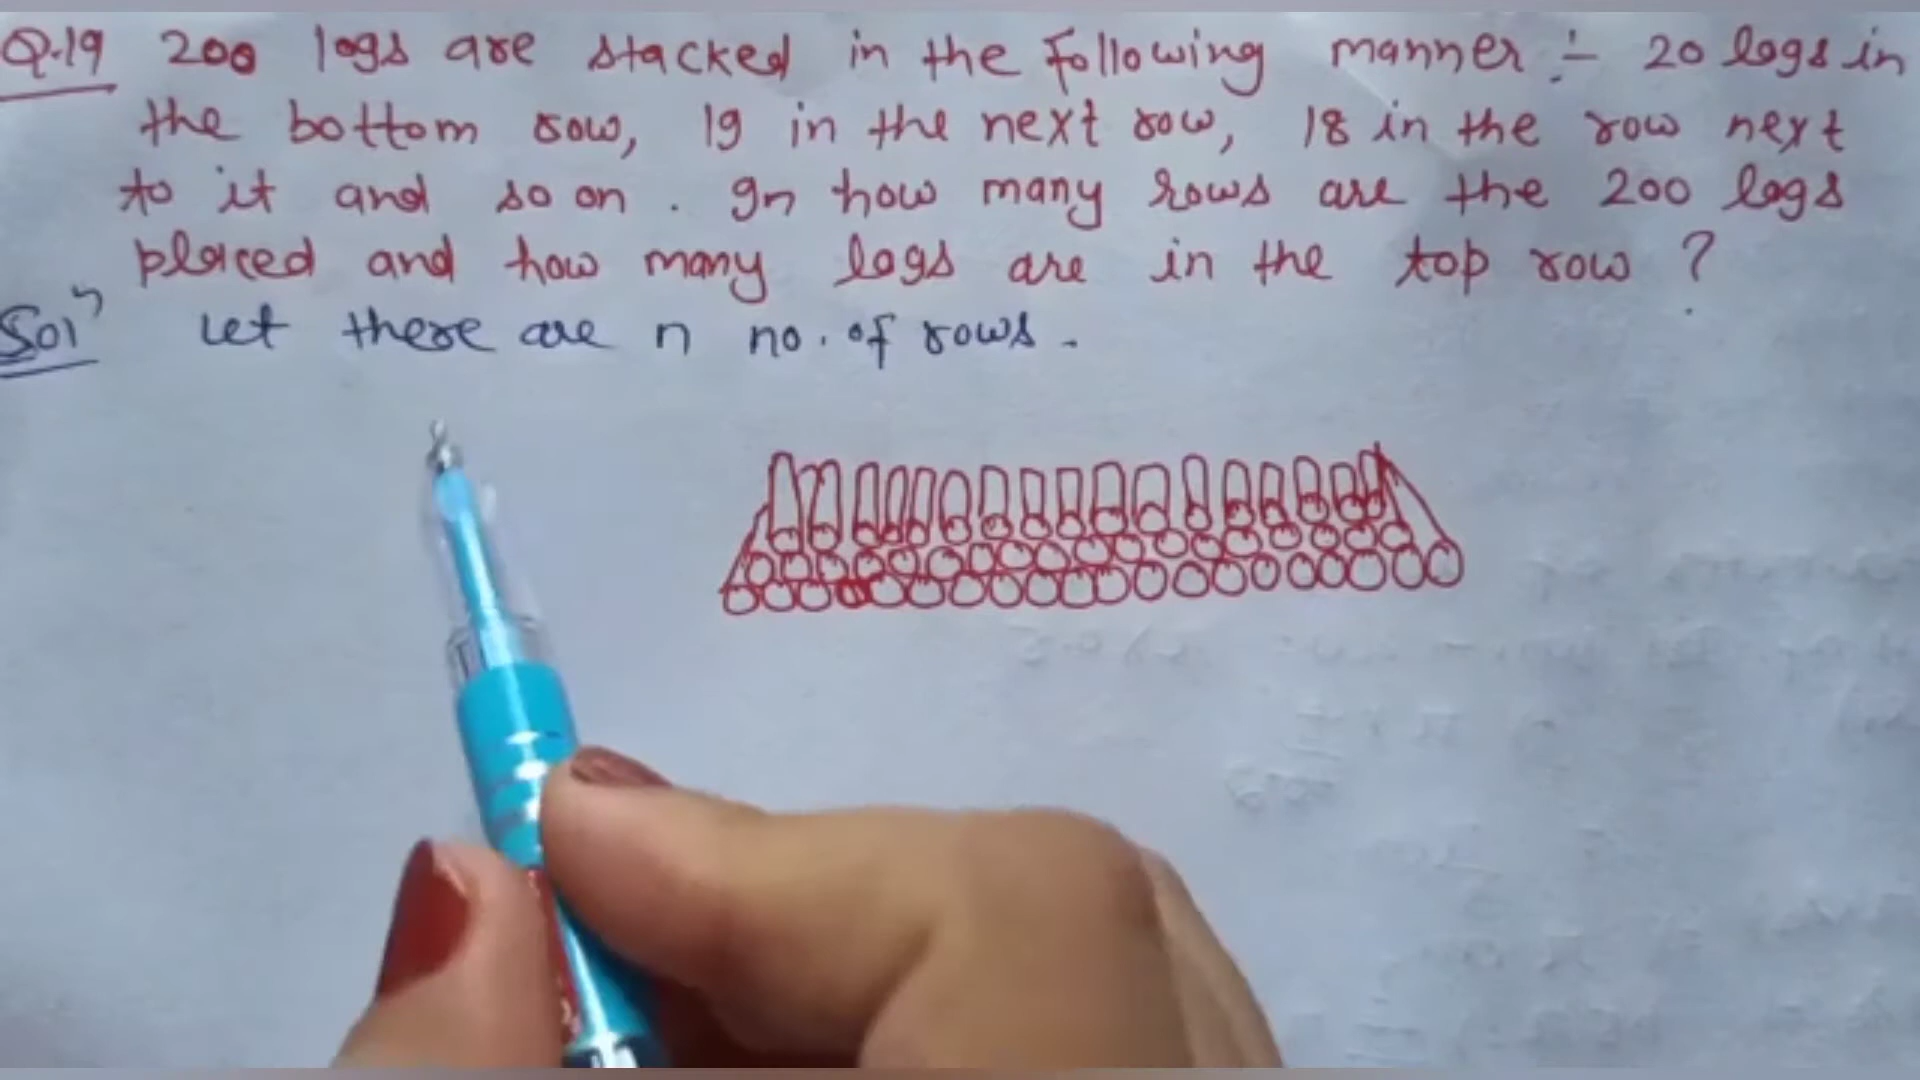 Q.19 200 logs are stacked in the following manner :- 20 logs in
the bottom row, 19 in the next row, 18 in the row next
to it and so on. In how many rows are the 200 logs
placed and how many logs are in the top row ?
Solⁿ Let there are n no. of rows.